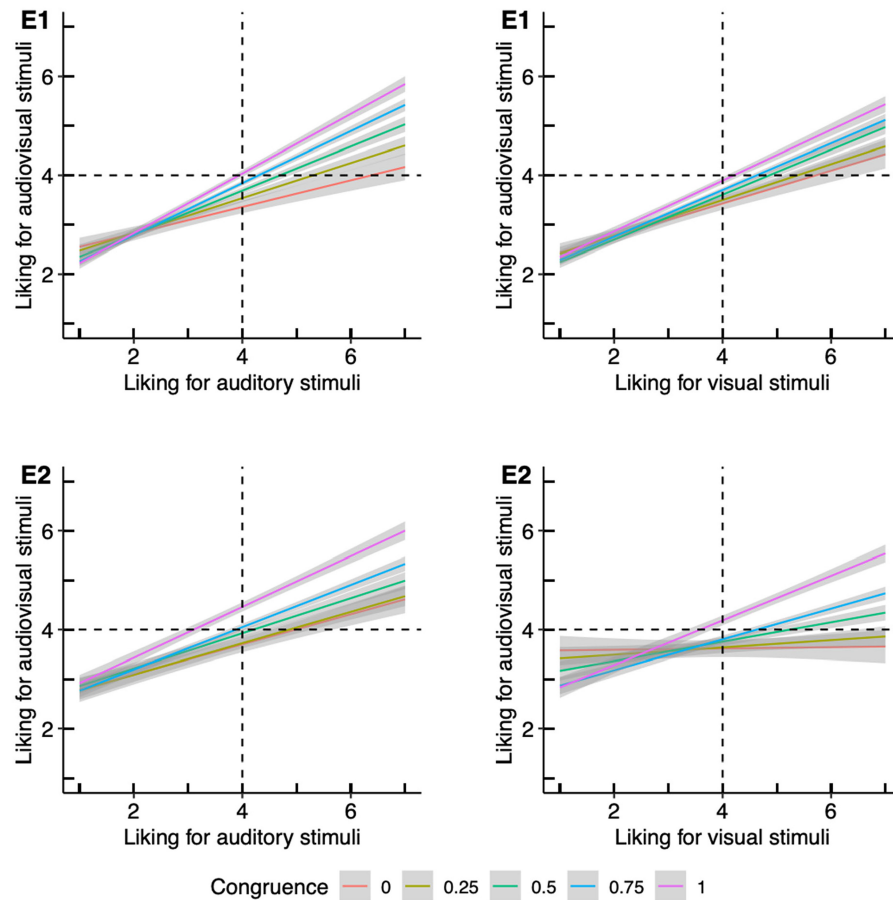 E1
Liking for audiovisual stimuli
6
4
2
2 4 6
Liking for auditory stimuli
E1
Liking for audiovisual stimuli
6
4
2
2 4 6
Liking for visual stimuli
E2
Liking for audiovisual stimuli
6
4
2
2 4 6
Liking for auditory stimuli
E2
Liking for audiovisual stimuli
6
4
2
2 4 6
Liking for visual stimuli
Congruence 0 0.25 0.5 0.75 1